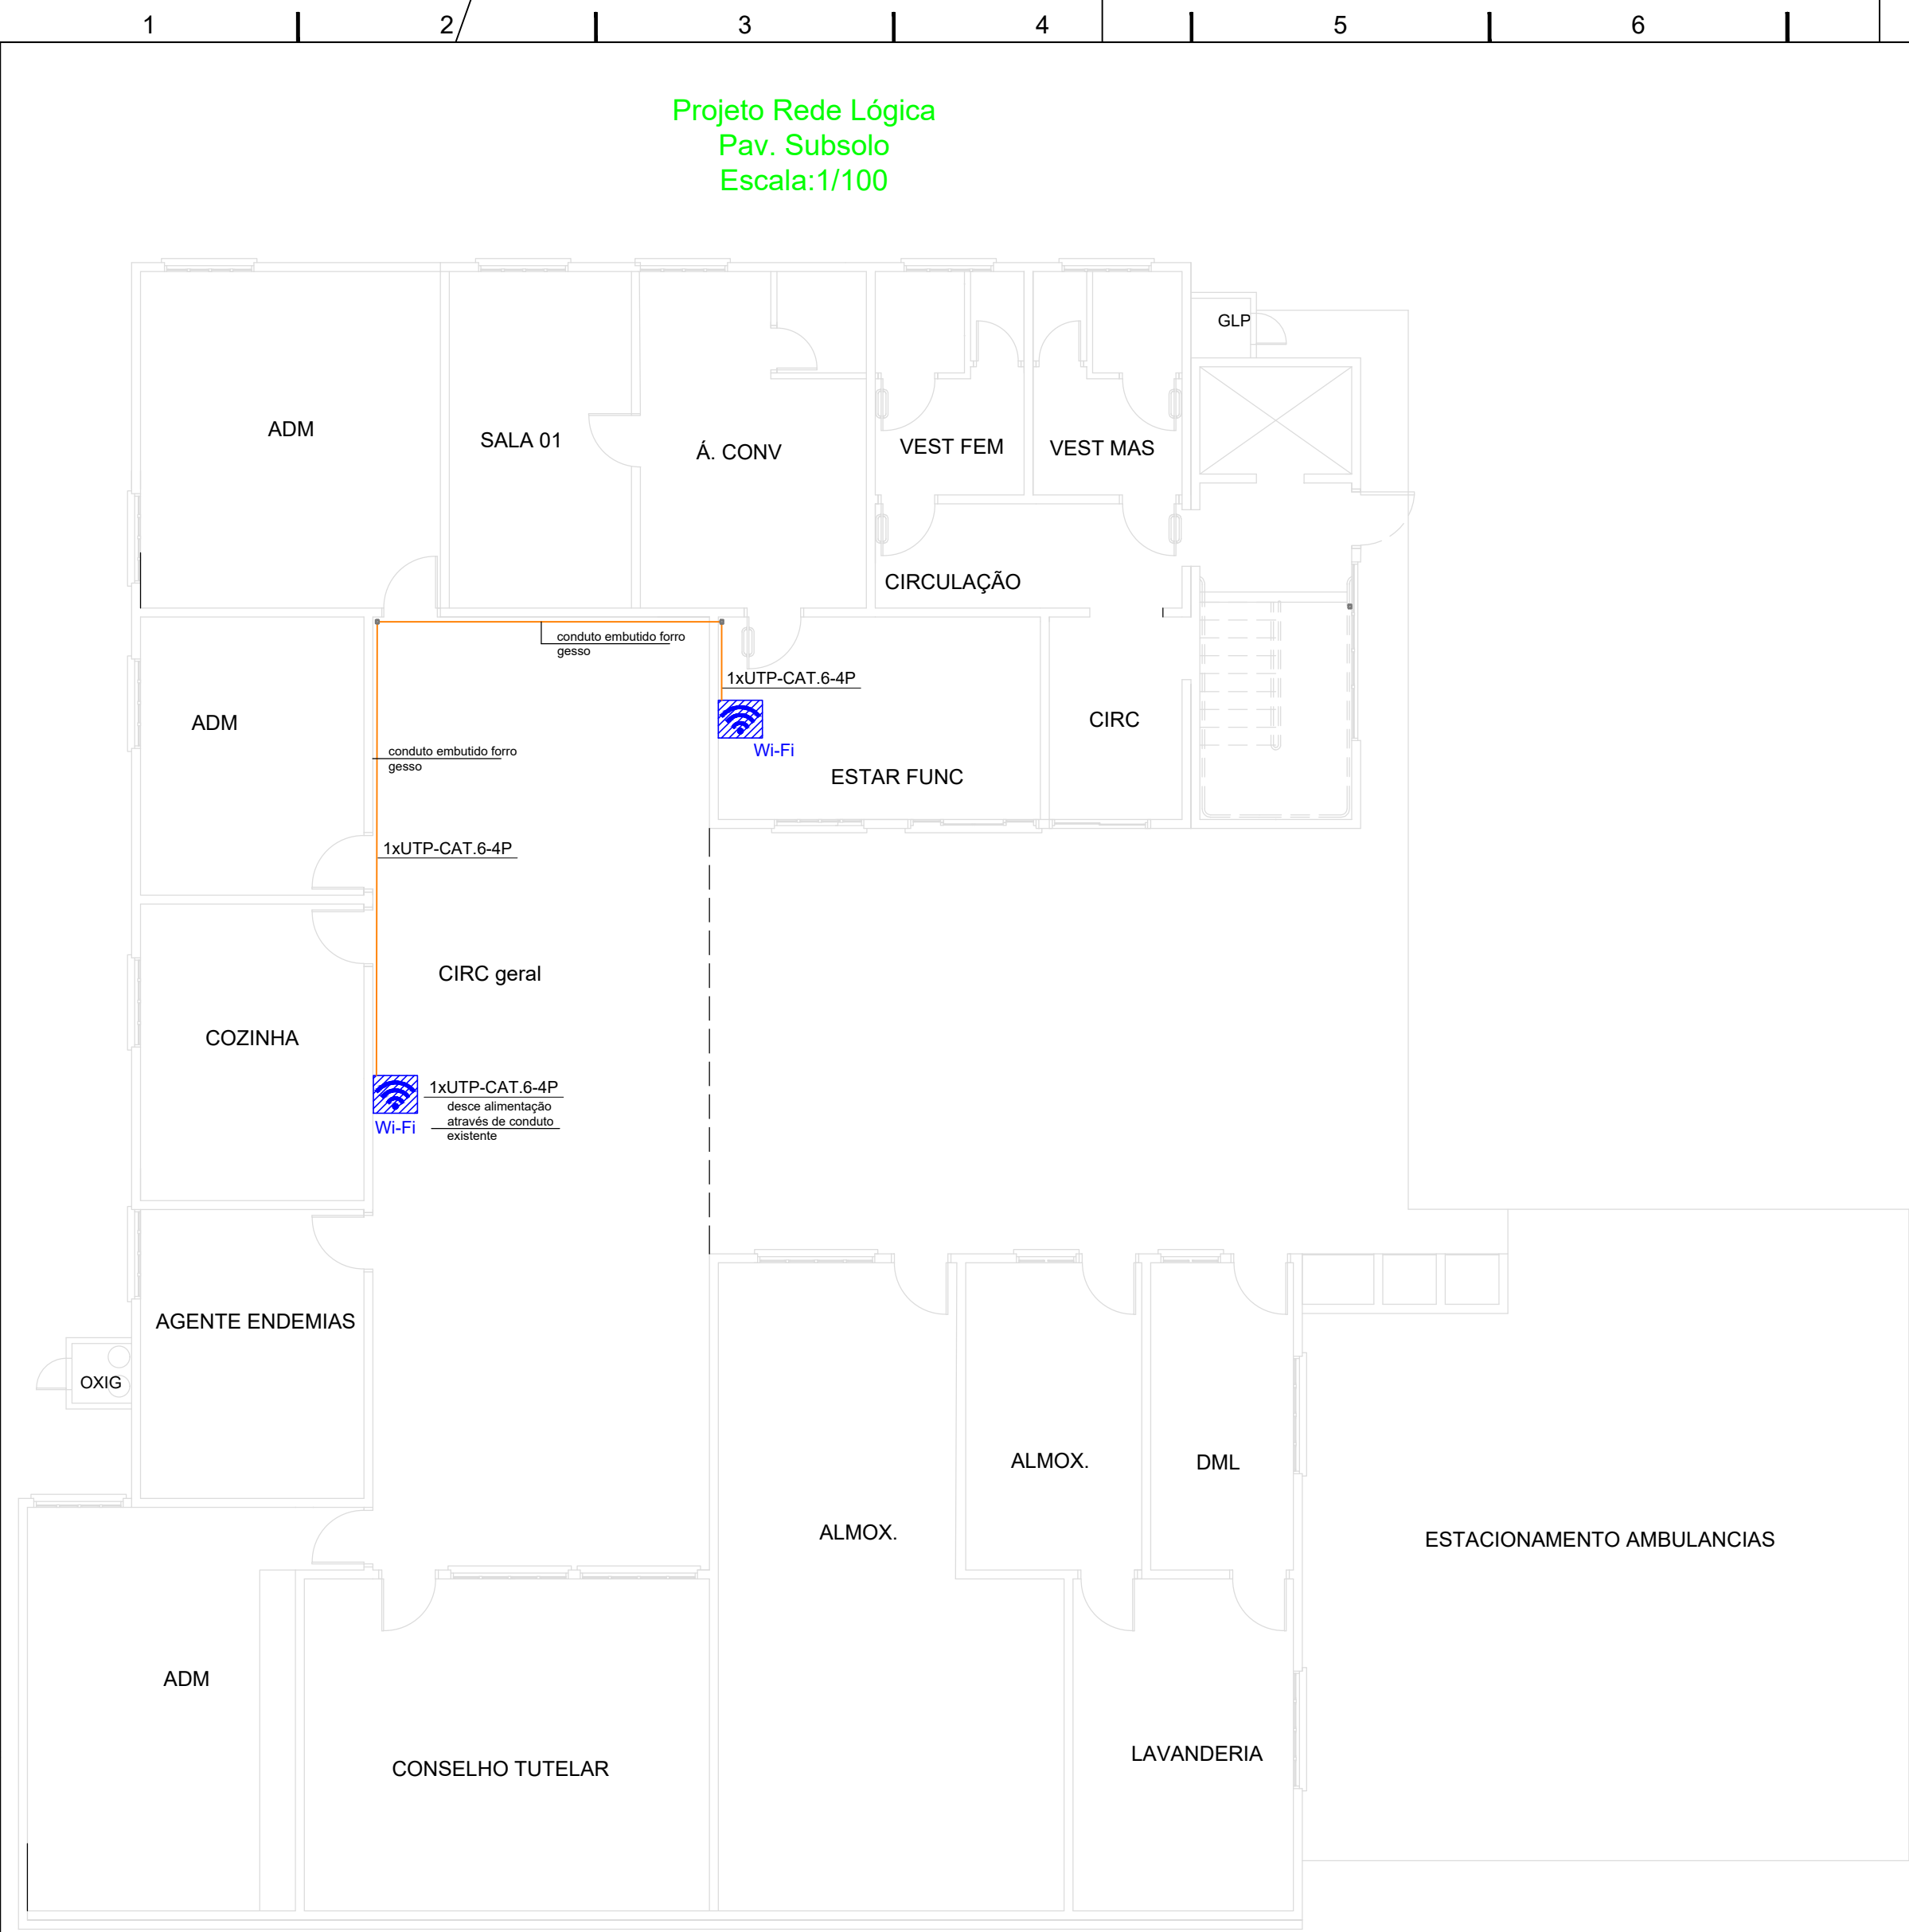 1
2
3
4
5
6
Projeto Rede Lógica
Pav. Subsolo
Escala:1/100
GLP
ADM
SALA 01
Á. CONV
VEST FEM
VEST MAS
CIRCULAÇÃO
conduto embutido forro
gesso
1xUTP-CAT.6-4P
ADM
CIRC
Wi-Fi
conduto embutido forro
gesso
ESTAR FUNC
1xUTP-CAT.6-4P
CIRC geral
COZINHA
1xUTP-CAT.6-4P
desce alimentação
através de conduto
existente
Wi-Fi
AGENTE ENDEMIAS
OXIG
ALMOX.
DML
ALMOX.
ESTACIONAMENTO AMBULANCIAS
ADM
LAVANDERIA
CONSELHO TUTELAR